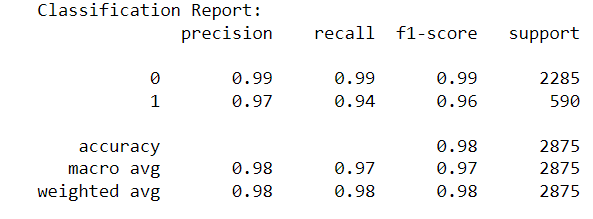 Classification Report:
precision recall f1-score support
0 0.99 0.99 0.99 2285
1 0.97 0.94 0.96 590
accuracy 0.98 2875
macro avg 0.98 0.97 0.97 2875
weighted avg 0.98 0.98 0.98 2875